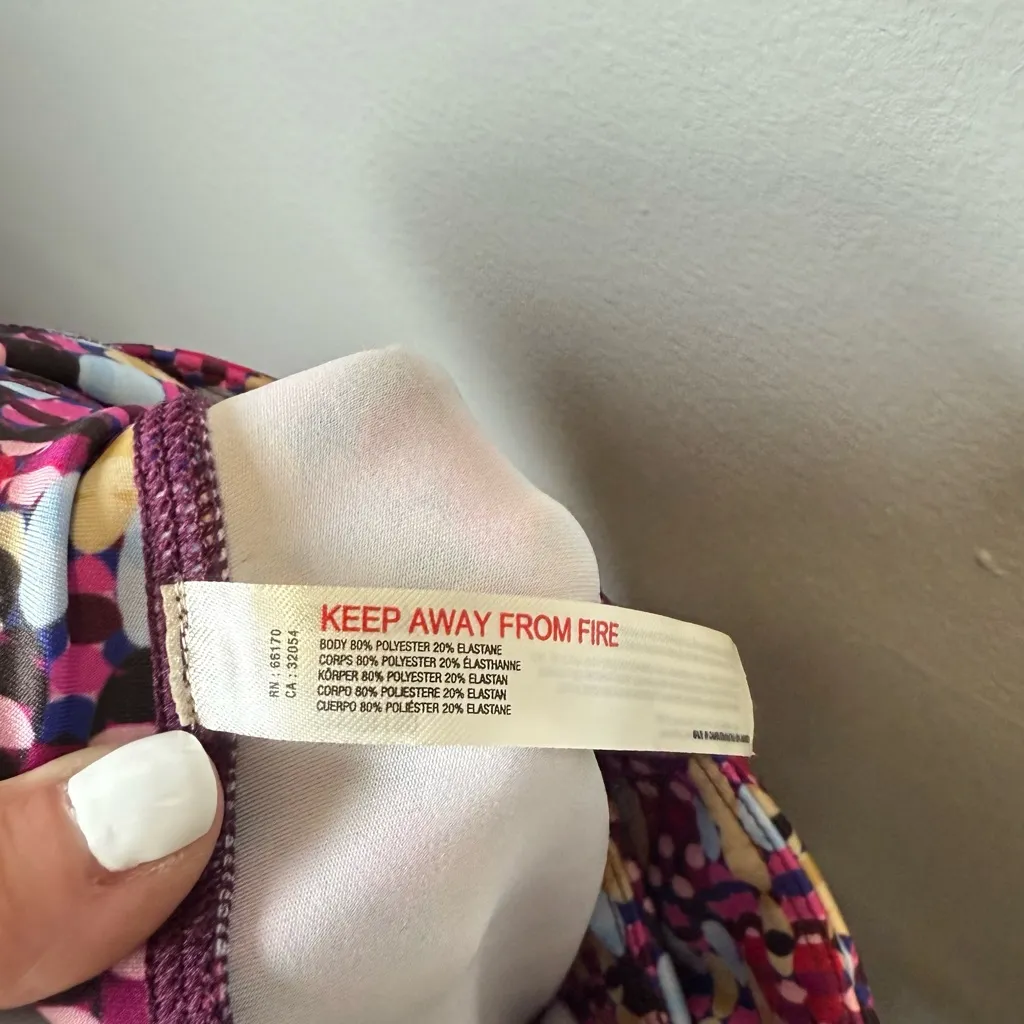 KEEP AWAY FROM FIRE
BODY 80% POLYESTER 20% ELASTANE
CORPS 80% POLYESTER 20% ÉLASTHANNE
KÖRPER 80% POLYESTER 20% ELASTAN
CORPO 80% POLIESTERE 20% ELASTAN
CUERPO 80% POLIÉSTER 20% ELASTANE
RN : 66170
CA : 32054